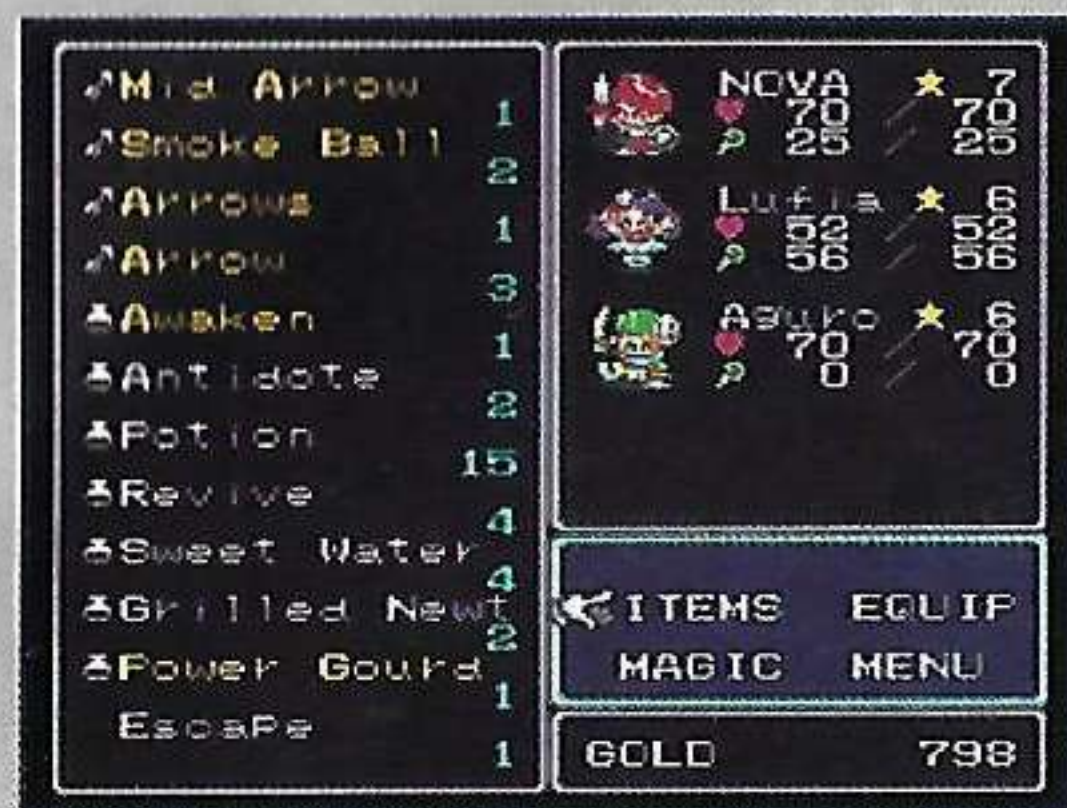 Mid Arrow
1
Smoke Ball
2
Arrows
1
Arrow
3
Awaken
1
Antidote
2
Potion
15
Revive
4
Sweet Water
4
Grilled Newt
2
Power Gourd
1
Escape
1
NOVA 7
70 / 70
25 / 25
Lufia 6
52 / 52
56 / 56
Aguro 6
70 / 70
0 / 0
ITEMS EQUIP
MAGIC MENU
GOLD 798